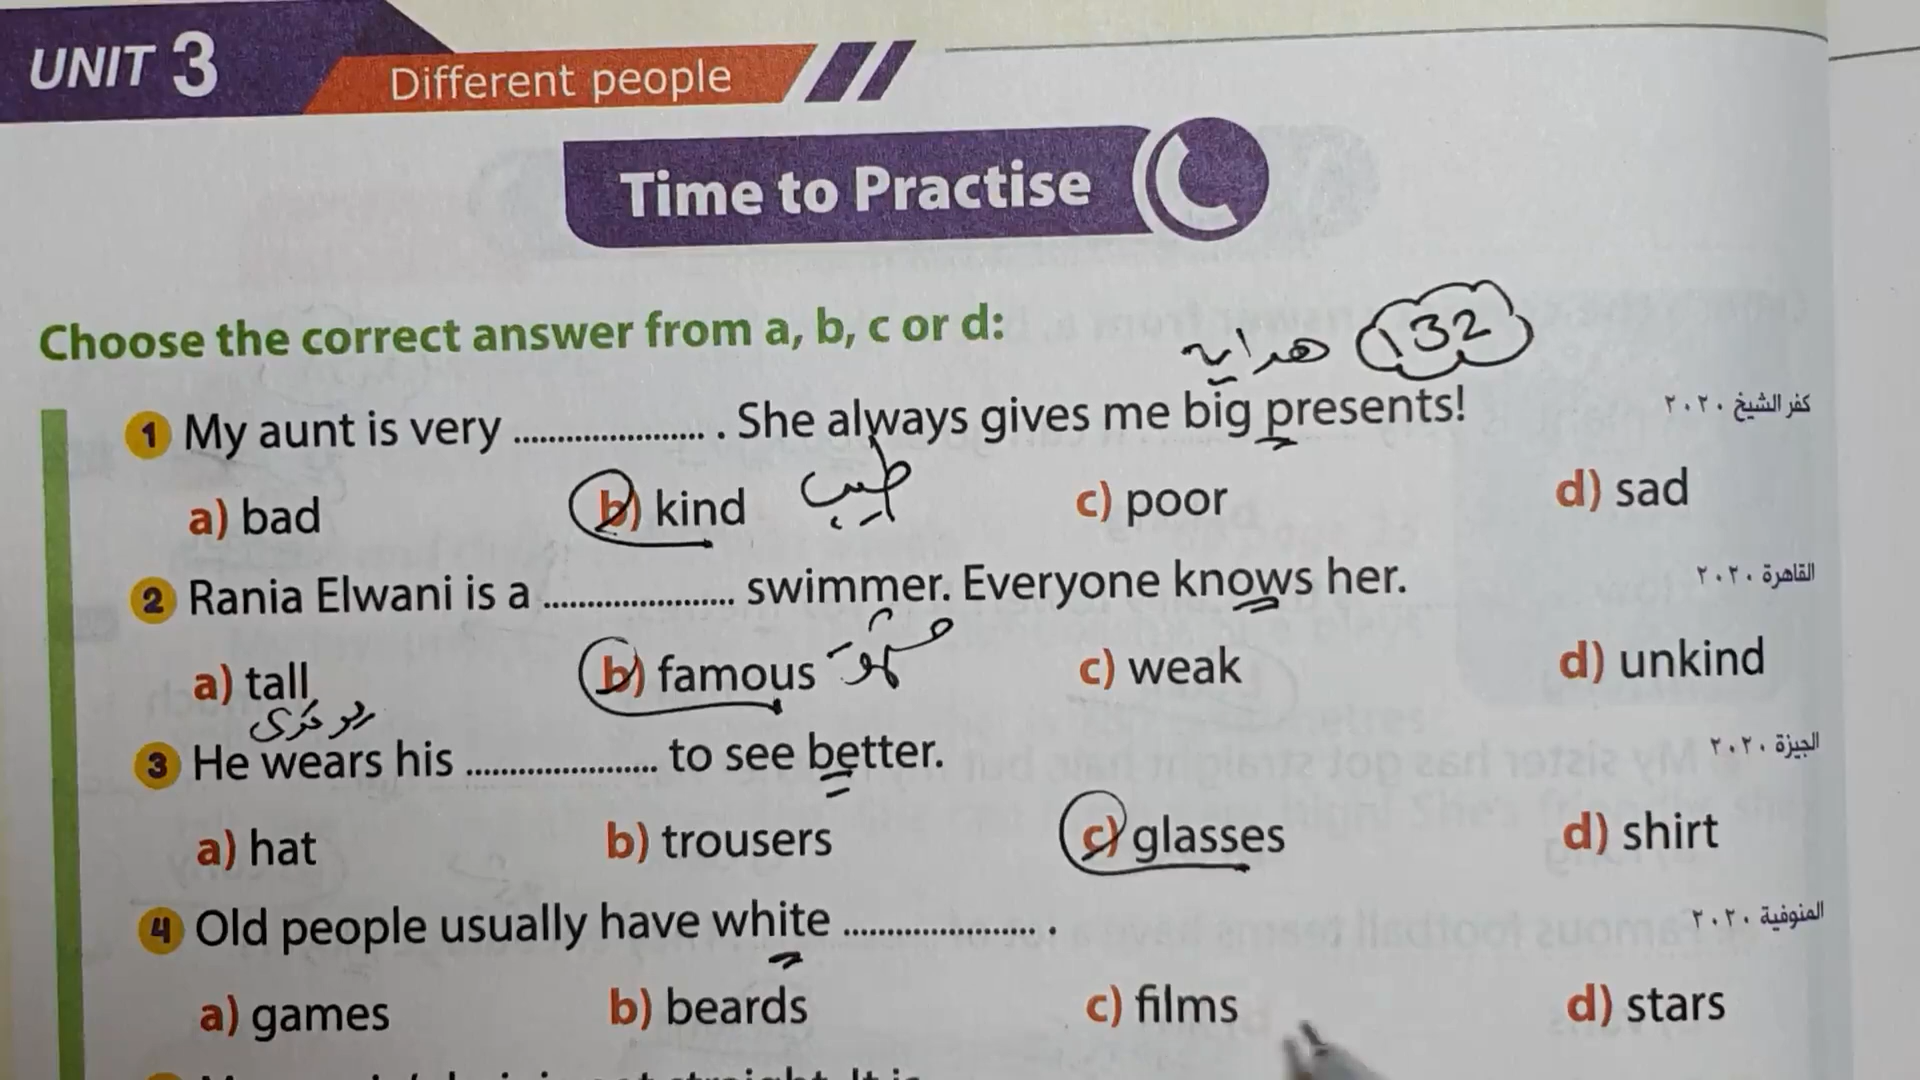 UNIT 3
Different people
Time to Practise
Choose the correct answer from a, b, c or d:
هدايه 132
1 My aunt is very ...................... . She always gives me big presents! كفر الشيخ ٢٠٢٠
a) bad b) kind طيب c) poor d) sad
2 Rania Elwani is a ...................... swimmer. Everyone knows her. القاهرة ٢٠٢٠
a) tall b) famous c) weak d) unkind
3 He wears his ...................... to see better. الجيزة ٢٠٢٠
a) hat b) trousers c) glasses d) shirt
4 Old people usually have white ...................... . المنوفية ٢٠٢٠
a) games b) beards c) films d) stars